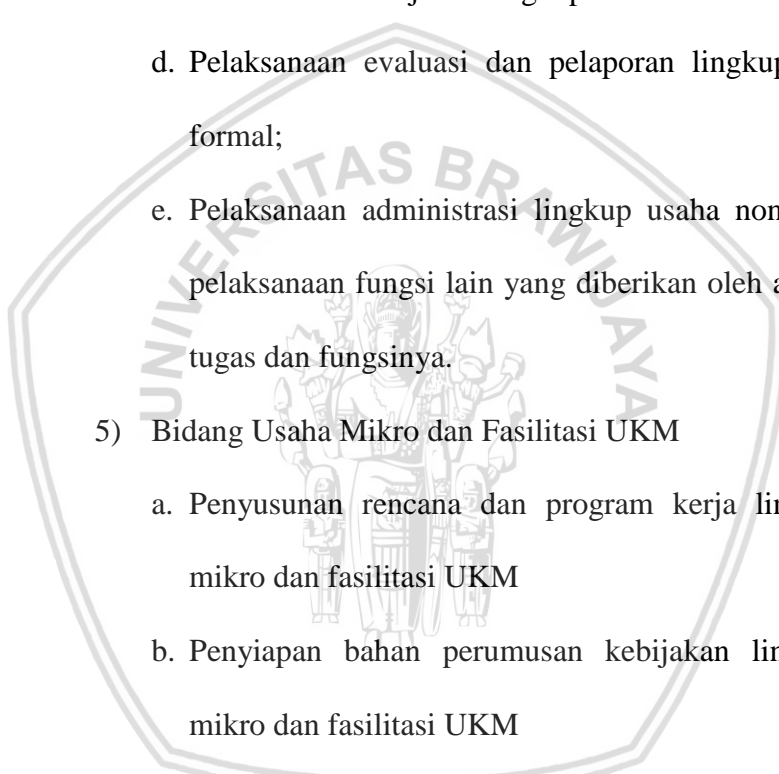 d. Pelaksanaan evaluasi dan pelaporan lingkup
formal;
e. Pelaksanaan administrasi lingkup usaha non
pelaksanaan fungsi lain yang diberikan oleh a
tugas dan fungsinya.
5) Bidang Usaha Mikro dan Fasilitasi UKM
a. Penyusunan rencana dan program kerja lin
mikro dan fasilitasi UKM
b. Penyiapan bahan perumusan kebijakan lin
mikro dan fasilitasi UKM
UNIVERSITAS BRAWIJAYA